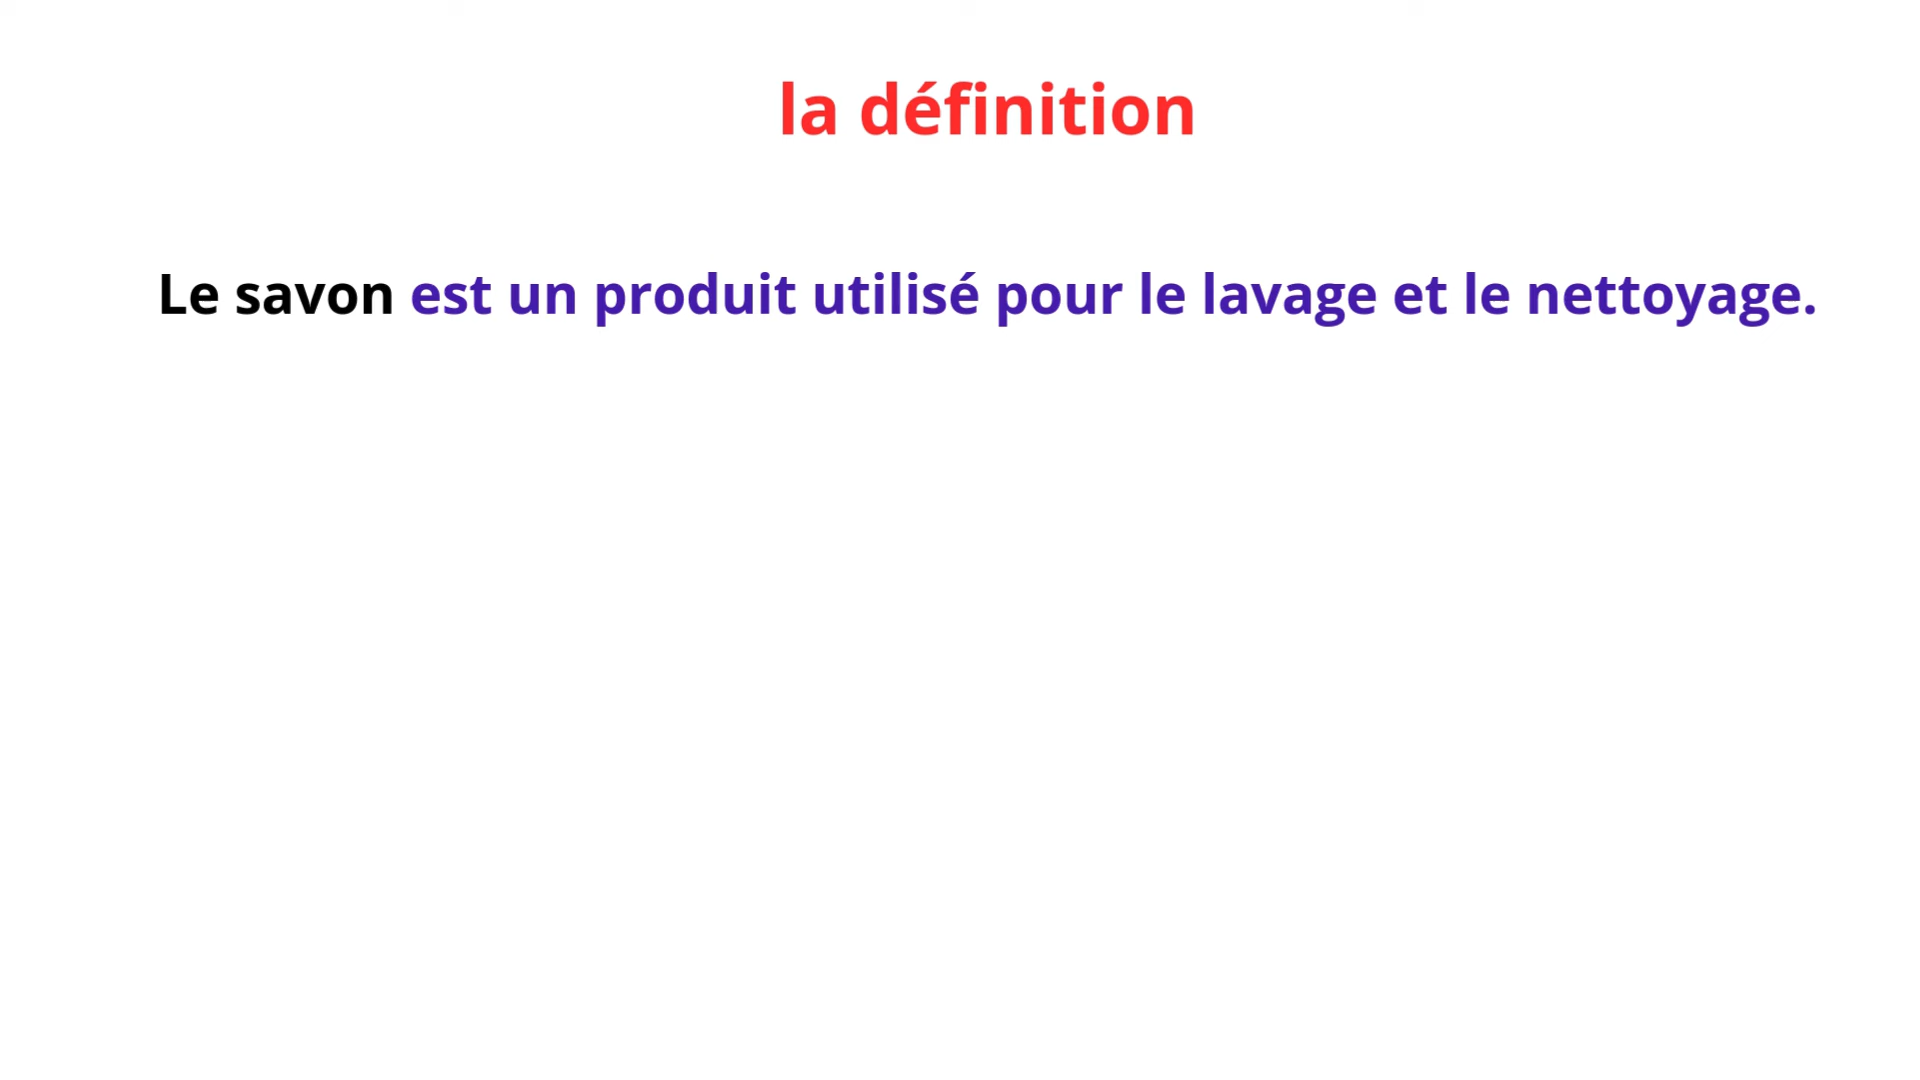 la définition
Le savon est un produit utilisé pour le lavage et le nettoyage.